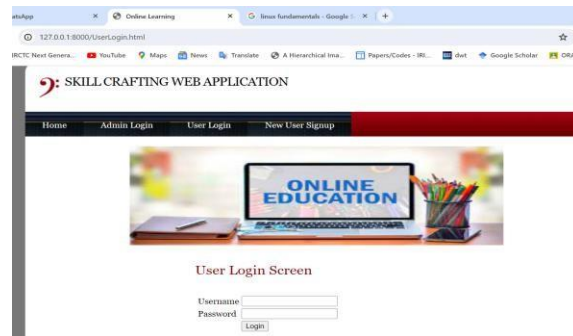 atsApp Online Learning linux fundamentals - Google S
127.0.0.1:8000/UserLogin.html
IRCTC Next Genera... YouTube Maps News Translate A Hierarchical Ima... Papers/Codes - IRI... dwt Google Scholar ORA
SKILL CRAFTING WEB APPLICATION
Home Admin Login User Login New User Signup
ONLINE
EDUCATION
User Login Screen
Username
Password
Login